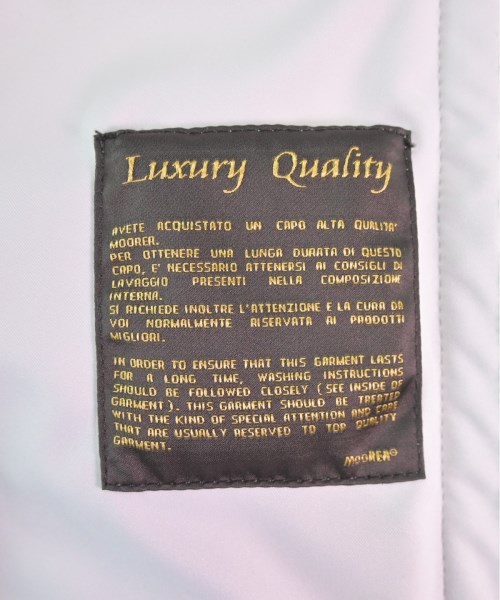 Luxury Quality
AVETE ACQUISTATO UN CAPO ALTA QUALITA'
MOORER.
PER OTTENERE UNA LUNGA DURATA DI QUESTO
CAPO, E' NECESSARIO ATTENERSI AI CONSIGLI DI
LAVAGGIO PRESENTI NELLA COMPOSIZIONE
INTERNA.
SI RICHIEDE INOLTRE L'ATTENZIONE E LA CURA DA
VOI NORMALMENTE RISERVATA AI PRODOTTI
MIGLIORI.
IN ORDER TO ENSURE THAT THIS GARMENT LASTS
FOR A LONG TIME, WASHING INSTRUCTIONS
SHOULD BE FOLLOWED CLOSELY (SEE INSIDE OF
GARMENT). THIS GARMENT SHOULD BE TREATED
WITH THE KIND OF SPECIAL ATTENTION AND CARE
THAT ARE USUALLY RESERVED TO TOP QUALITY
GARMENT.
MOORER®